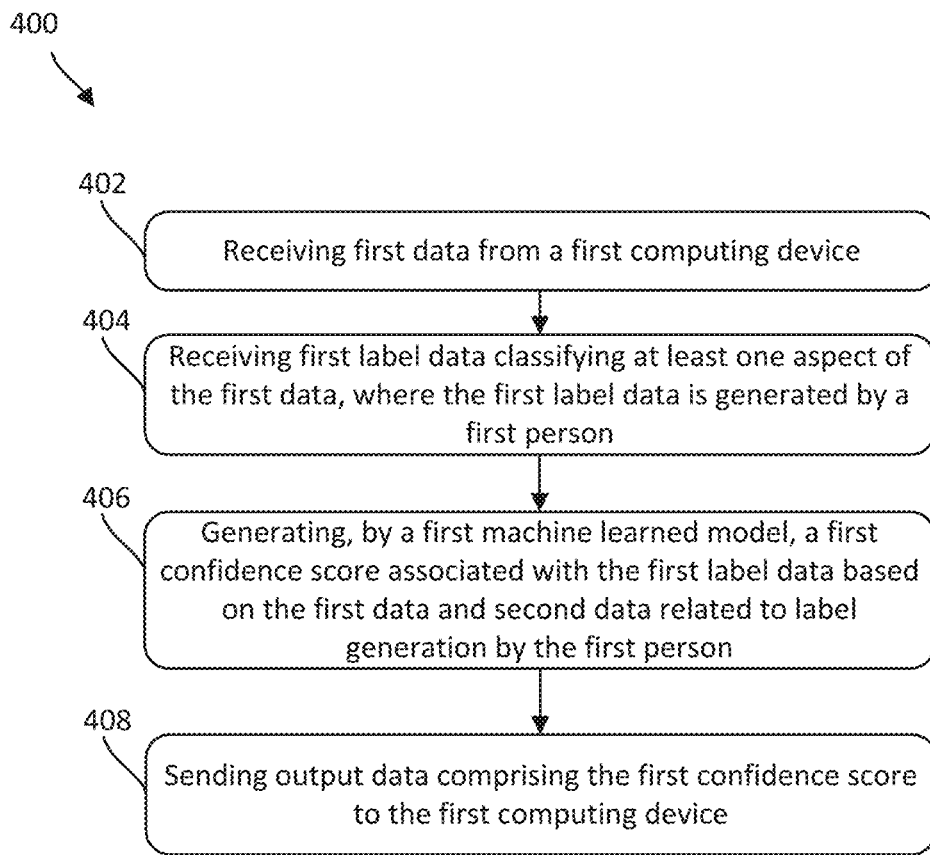 400
402
Receiving first data from a first computing device
404
Receiving first label data classifying at least one aspect of
the first data, where the first label data is generated by a
first person
406
Generating, by a first machine learned model, a first
confidence score associated with the first label data based
on the first data and second data related to label
generation by the first person
408
Sending output data comprising the first confidence score
to the first computing device